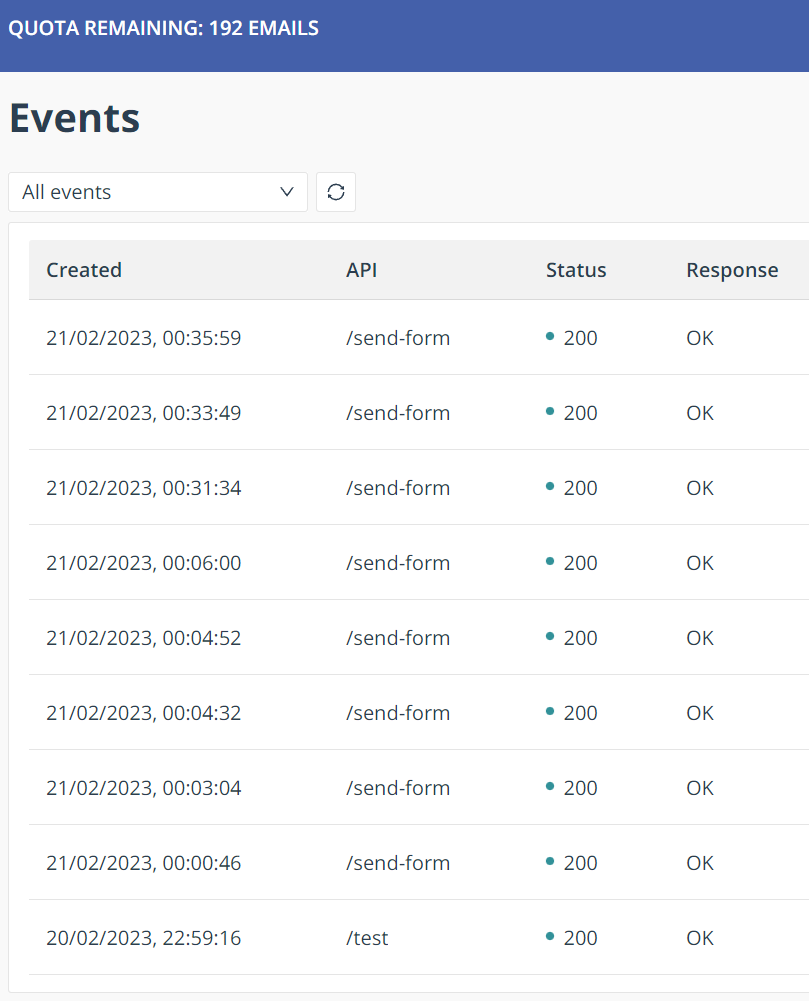 QUOTA REMAINING: 192 EMAILS
Events
All events
Created API Status Response
21/02/2023, 00:35:59 /send-form 200 OK
21/02/2023, 00:33:49 /send-form 200 OK
21/02/2023, 00:31:34 /send-form 200 OK
21/02/2023, 00:06:00 /send-form 200 OK
21/02/2023, 00:04:52 /send-form 200 OK
21/02/2023, 00:04:32 /send-form 200 OK
21/02/2023, 00:03:04 /send-form 200 OK
21/02/2023, 00:00:46 /send-form 200 OK
20/02/2023, 22:59:16 /test 200 OK